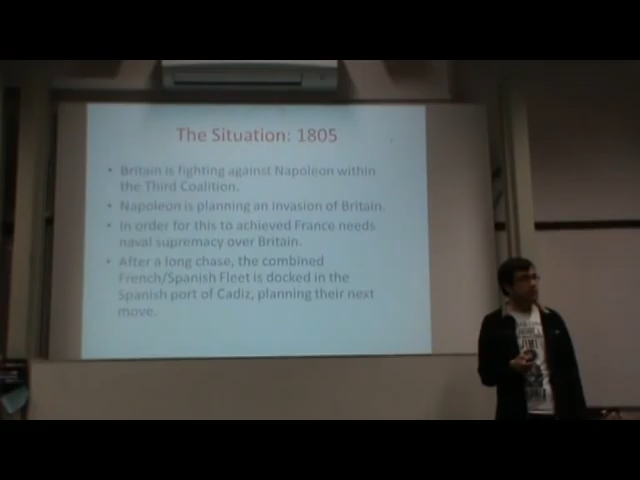 The Situation: 1805
• Britain is fighting against Napoleon within
the Third Coalition.
• Napoleon is planning an invasion of Britain.
• In order for this to achieved France needs
naval supremacy over Britain.
• After a long chase, the combined
French/Spanish Fleet is docked in the
Spanish port of Cadiz, planning their next
move.